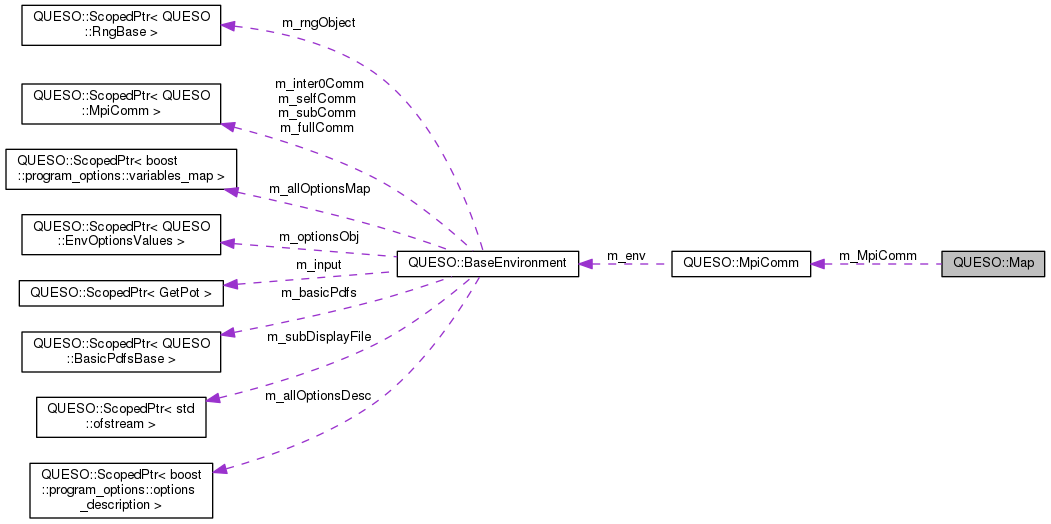 QUESO::ScopedPtr< QUESO
::RngBase >
m_rngObject
QUESO::ScopedPtr< QUESO
::MpiComm >
m_inter0Comm
m_selfComm
m_subComm
m_fullComm
QUESO::ScopedPtr< boost
::program_options::variables_map >
m_allOptionsMap
QUESO::ScopedPtr< QUESO
::EnvOptionsValues >
m_optionsObj
QUESO::ScopedPtr< GetPot >
m_input
QUESO::BaseEnvironment
m_env
QUESO::MpiComm
m_MpiComm
QUESO::Map
m_basicPdfs
QUESO::ScopedPtr< QUESO
::BasicPdfsBase >
m_subDisplayFile
QUESO::ScopedPtr< std
::ofstream >
m_allOptionsDesc
QUESO::ScopedPtr< boost
::program_options::options
_description >